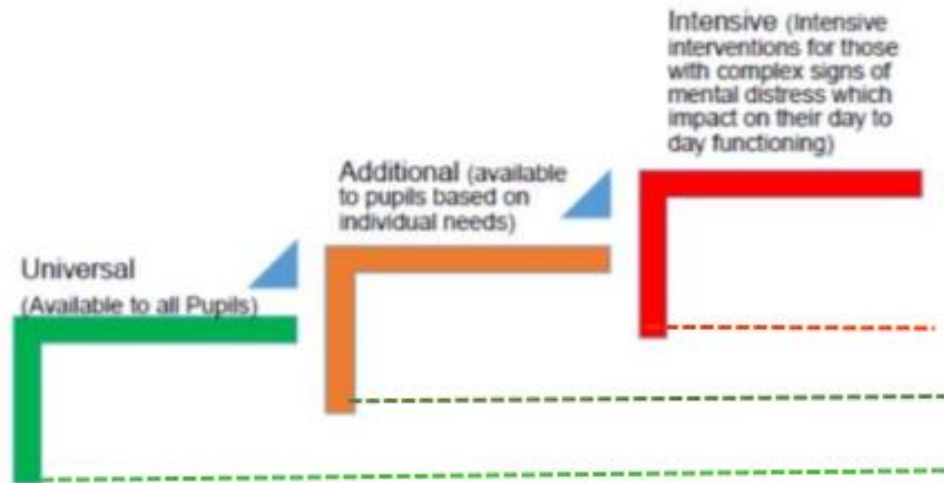 Universal
(Available to all Pupils)
Additional (available
to pupils based on
individual needs)
Intensive (Intensive
interventions for those
with complex signs of
mental distress which
impact on their day to
day functioning)